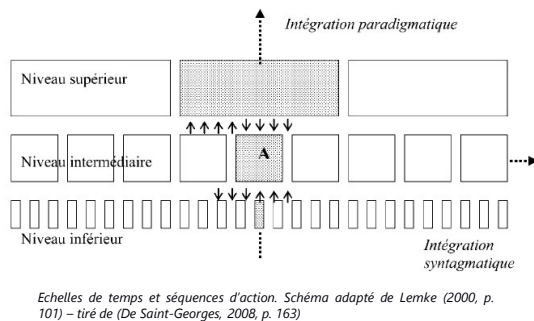 Intégration paradigmatique
Niveau supérieur
Niveau intermédiaire
A
Niveau inférieur
Intégration
syntagmatique
Echelles de temps et séquences d'action. Schéma adapté de Lemke (2000, p.
101) – tiré de (De Saint-Georges, 2008, p. 163)